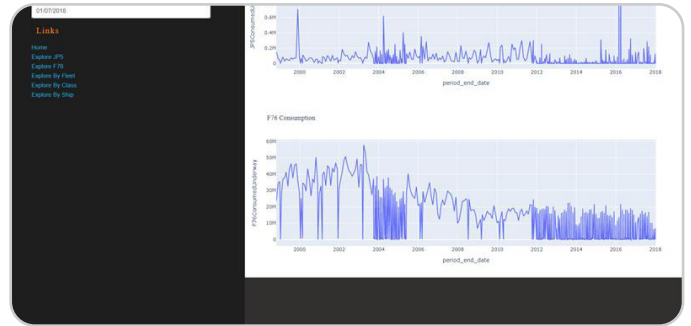 01/07/2018
Links
Home
Explore JP5
Explore F76
Explore By Fleet
Explore By Class
Explore By Ship
JP5Consumed
0.6M
0.4M
0.2M
0
2000 2002 2004 2006 2008 2010 2012 2014 2016 2018
period_end_date
F76 Consumption
F76ConsumedUnderway
60M
50M
40M
30M
20M
10M
0
2000 2002 2004 2006 2008 2010 2012 2014 2016 2018
period_end_date